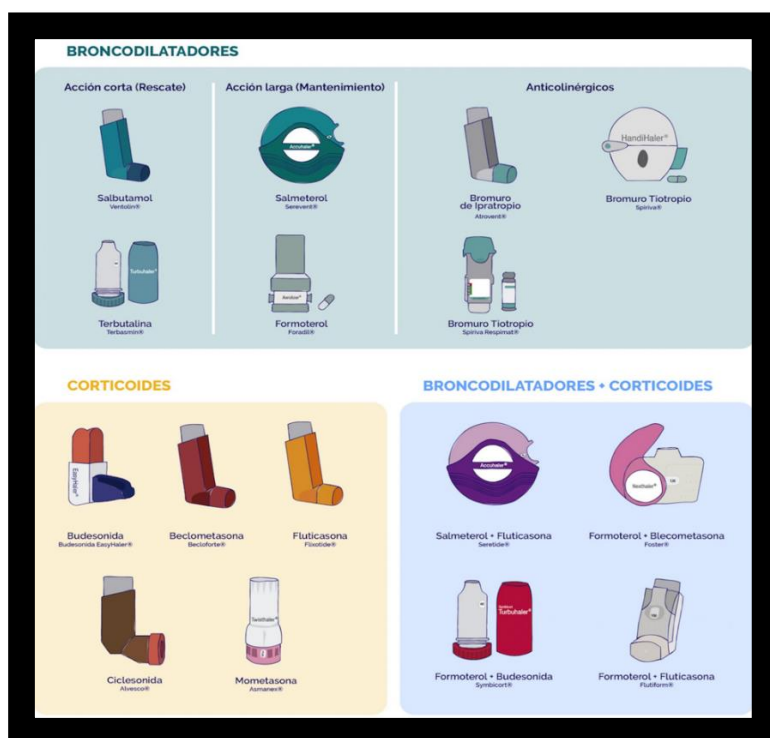 BRONCODILATADORES
Acción corta (Rescate)
Acción larga (Mantenimiento)
Anticolinérgicos
Accuhaler®
HandiHaler®
Salbutamol
Ventolin®
Salmeterol
Serevent®
Bromuro
de Ipratropio
Atrovent®
Bromuro Tiotropio
Spiriva®
Turbuhaler®
Aerolizer®
Terbutalina
Terbasmin®
Formoterol
Foradil®
Bromuro Tiotropio
Spiriva Respimat®
CORTICOIDES
BRONCODILATADORES + CORTICOIDES
EasyHaler®
Accuhaler®
Nexthaler®
Budesonida
Budesonida EasyHaler®
Beclometasona
Becloforte®
Fluticasona
Flixotide®
Salmeterol + Fluticasona
Seretide®
Formoterol + Blecometasona
Foster®
Twisthaler®
Turbuhaler®
Ciclesonida
Alvesco®
Mometasona
Asmanex®
Formoterol + Budesonida
Symbicort®
Formoterol + Fluticasona
Flutiform®